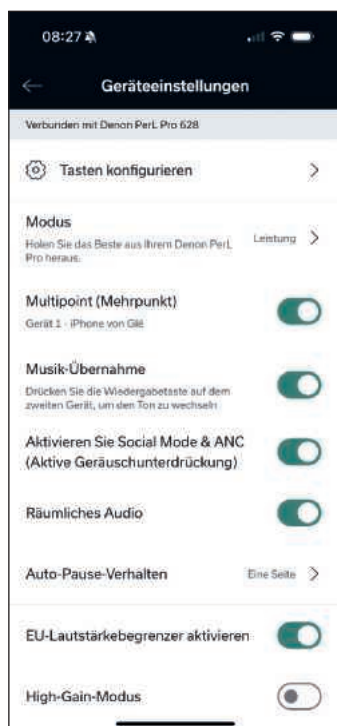 08:27
Geräteeinstellungen
Verbunden mit Denon PerL Pro 628
Tasten konfigurieren
Modus
Holen Sie das Beste aus Ihrem Denon PerL
Pro heraus.
Leistung
Multipoint (Mehrpunkt)
Gerät 1 - iPhone von Glé
Musik-Übernahme
Drücken Sie die Wiedergabetaste auf dem
zweiten Gerät, um den Ton zu wechseln
Aktivieren Sie Social Mode & ANC
(Aktive Geräuschunterdrückung)
Räumliches Audio
Auto-Pause-Verhalten
Eine Seite
EU-Lautstärkebegrenzer aktivieren
High-Gain-Modus